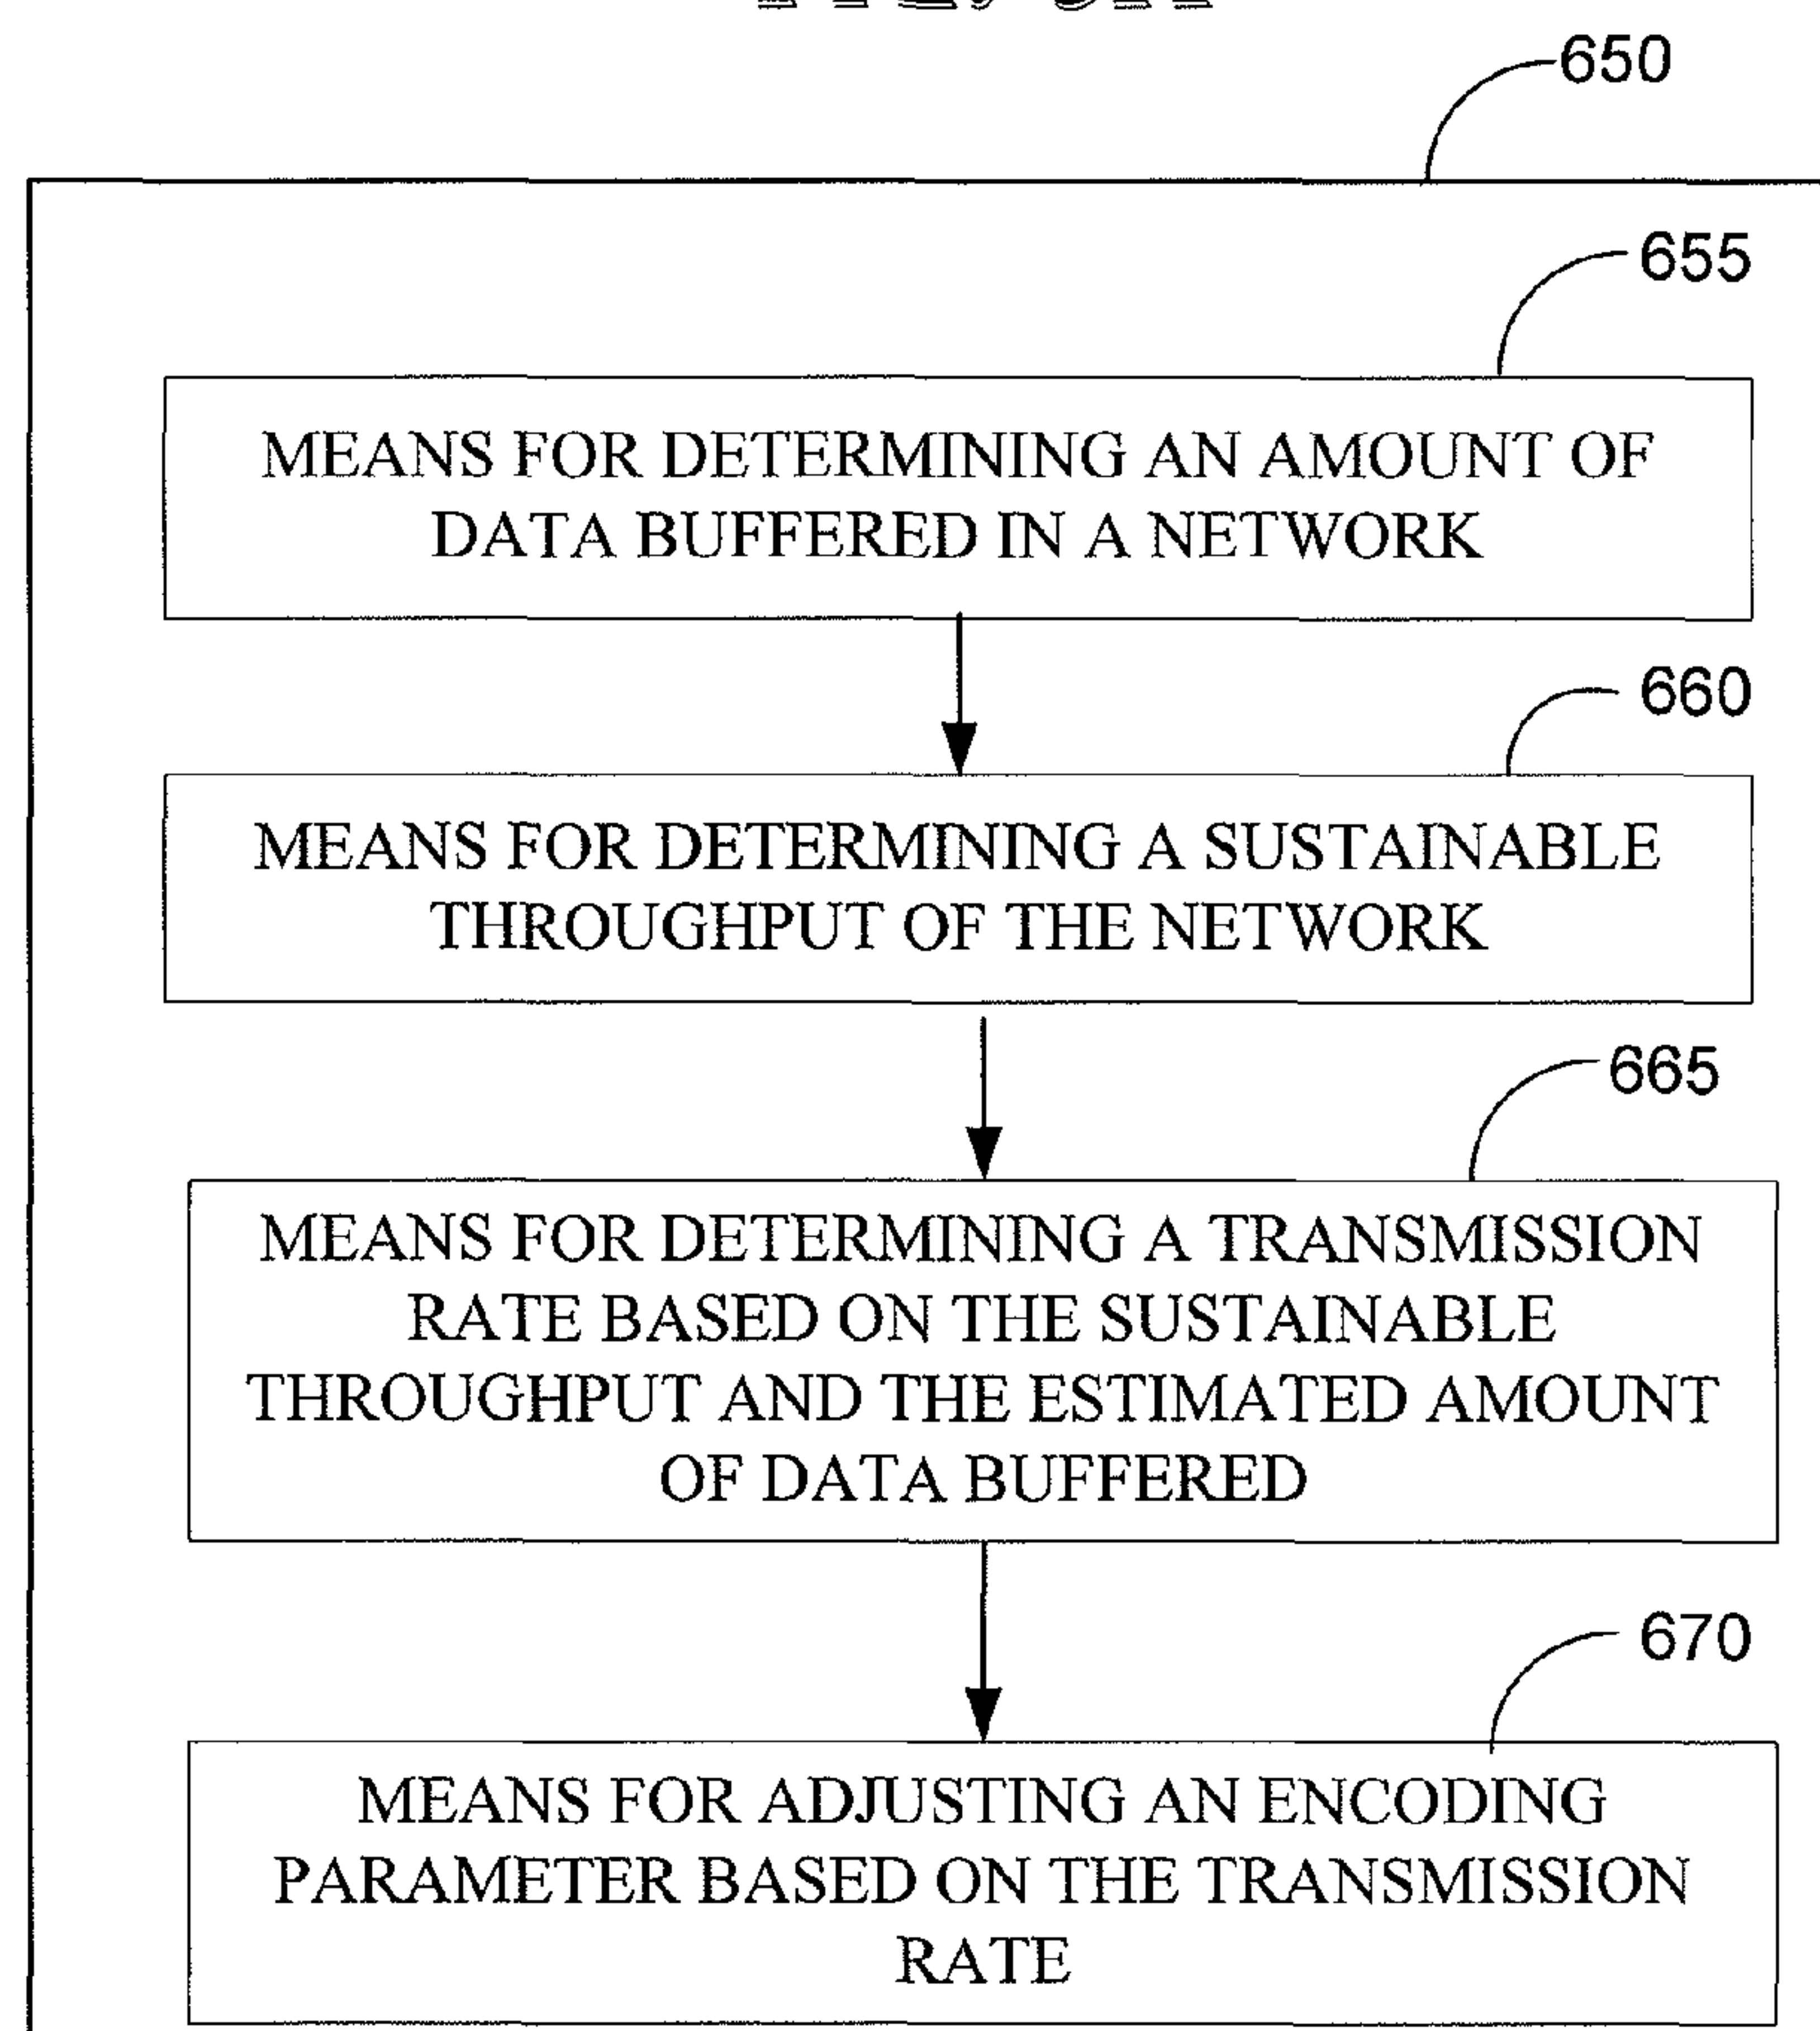 650
655
MEANS FOR DETERMINING AN AMOUNT OF
DATA BUFFERED IN A NETWORK
660
MEANS FOR DETERMINING A SUSTAINABLE
THROUGHPUT OF THE NETWORK
665
MEANS FOR DETERMINING A TRANSMISSION
RATE BASED ON THE SUSTAINABLE
THROUGHPUT AND THE ESTIMATED AMOUNT
OF DATA BUFFERED
670
MEANS FOR ADJUSTING AN ENCODING
PARAMETER BASED ON THE TRANSMISSION
RATE